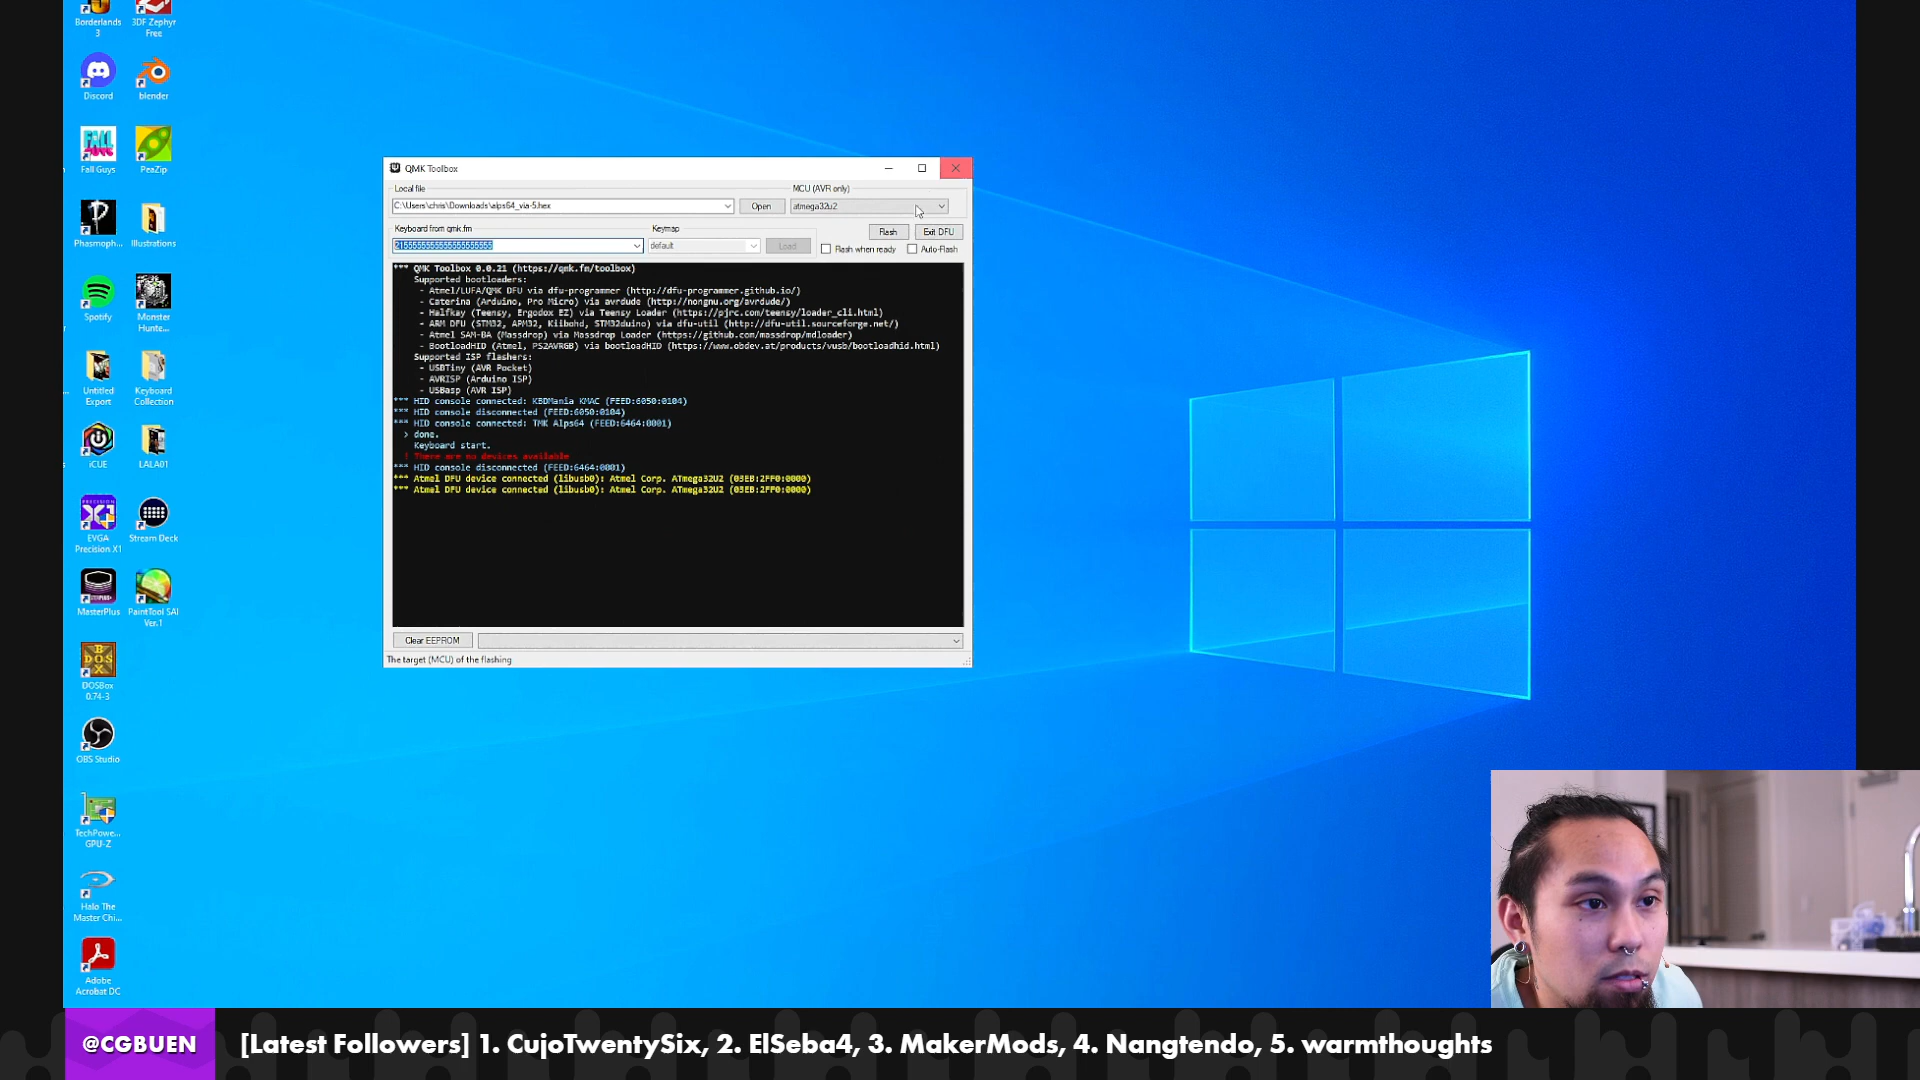 Borderlands
3
3DF Zephyr
Free
Discord
blender
Fall Guys
PeaZip
Phasmoph...
Illustrations
Spotify
Monster
Hunte...
Untitled
Export
Keyboard
Collection
iCUE
LALA01
EVGA
Precision X1
Stream Deck
MasterPlus
PaintTool SAI
Ver.1
DOSBox
0.74-3
OBS Studio
TechPowe...
GPU-Z
Halo The
Master Chi...
Adobe
Acrobat DC
QMK Toolbox
Local file
MCU (AVR only)
C:\Users\chris\Downloads\alps64_via-5.hex
Open
atmega32u2
Keyboard from qmk.fm
Keymap
Flash
Exit DFU
default
Load
Flash when ready
Auto-Flash
*** QMK Toolbox 0.0.21 (https://qmk.fm/toolbox)
Supported bootloaders:
- Atmel/LUFA/QMK DFU via dfu-programmer (http://dfu-programmer.github.io/)
- Caterina (Arduino, Pro Micro) via avrdude (http://nongnu.org/avrdude/)
- Halfkay (Teensy, Ergodox EZ) via Teensy Loader (https://pjrc.com/teensy/loader_cli.html)
- ARM DFU (STM32, APM32, Kiibohd, STM32duino) via dfu-util (http://dfu-util.sourceforge.net/)
- Atmel SAM-BA (Massdrop) via Massdrop Loader (https://github.com/massdrop/mdloader)
- BootloadHID (Atmel, PS2AVRGB) via bootloadHID (https://www.obdev.at/products/vusb/bootloadhid.html)
Supported ISP flashers:
- USBTiny (AVR Pocket)
- AVRISP (Arduino ISP)
- USBasp (AVR ISP)
*** HID console connected: KBDMania KMAC (FEED:6050:0104)
*** HID console disconnected (FEED:6050:0104)
*** HID console connected: TMK Alps64 (FEED:6464:0001)
> done.
Keyboard start.
! There are no devices available
*** HID console disconnected (FEED:6464:0001)
*** Atmel DFU device connected (libusb0): Atmel Corp. ATmega32U2 (03EB:2FF0:0000)
*** Atmel DFU device connected (libusb0): Atmel Corp. ATmega32U2 (03EB:2FF0:0000)
Clear EEPROM
The target (MCU) of the flashing
@CGBUEN
[Latest Followers] 1. CujoTwentySix, 2. ElSeba4, 3. MakerMods, 4. Nangtendo, 5. warmthoughts